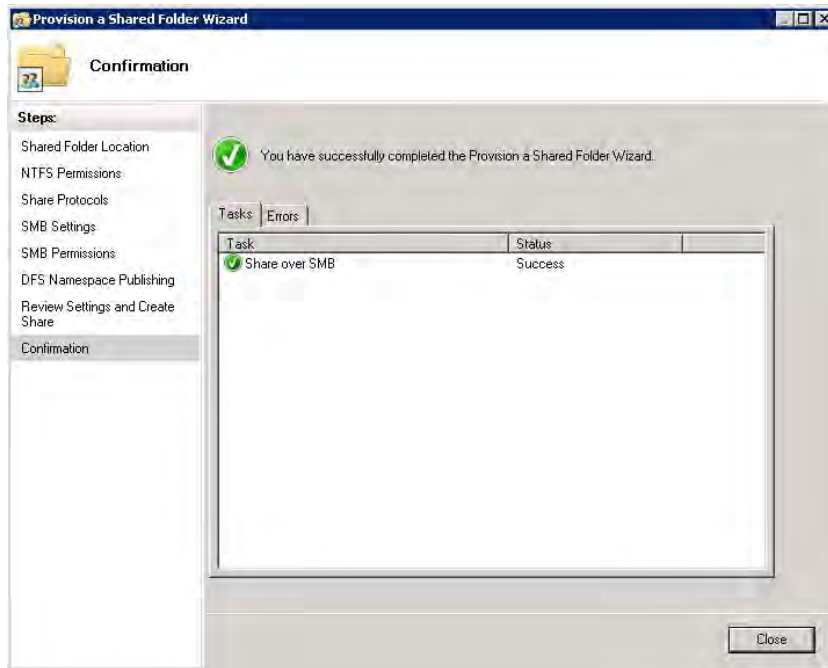 Provision a Shared Folder Wizard
Confirmation
Steps:
Shared Folder Location
NTFS Permissions
Share Protocols
SMB Settings
SMB Permissions
DFS Namespace Publishing
Review Settings and Create
Share
Confirmation
You have successfully completed the Provision a Shared Folder Wizard.
Tasks Errors
Task Status
Share over SMB Success
Close